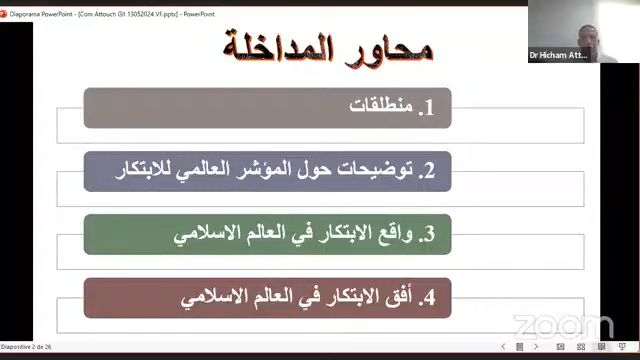 Diaporama PowerPoint - [Com.Attouch GII 13052024 VF.pptx] - PowerPoint
Dr Hicham Att...
محاور المداخلة
1. منطلقات
2. توضيحات حول المؤشر العالمي للابتكار
3. واقع الابتكار في العالم الاسلامي
4. أفق الابتكار في العالم الاسلامي
zoom
Diapositive 2 de 26